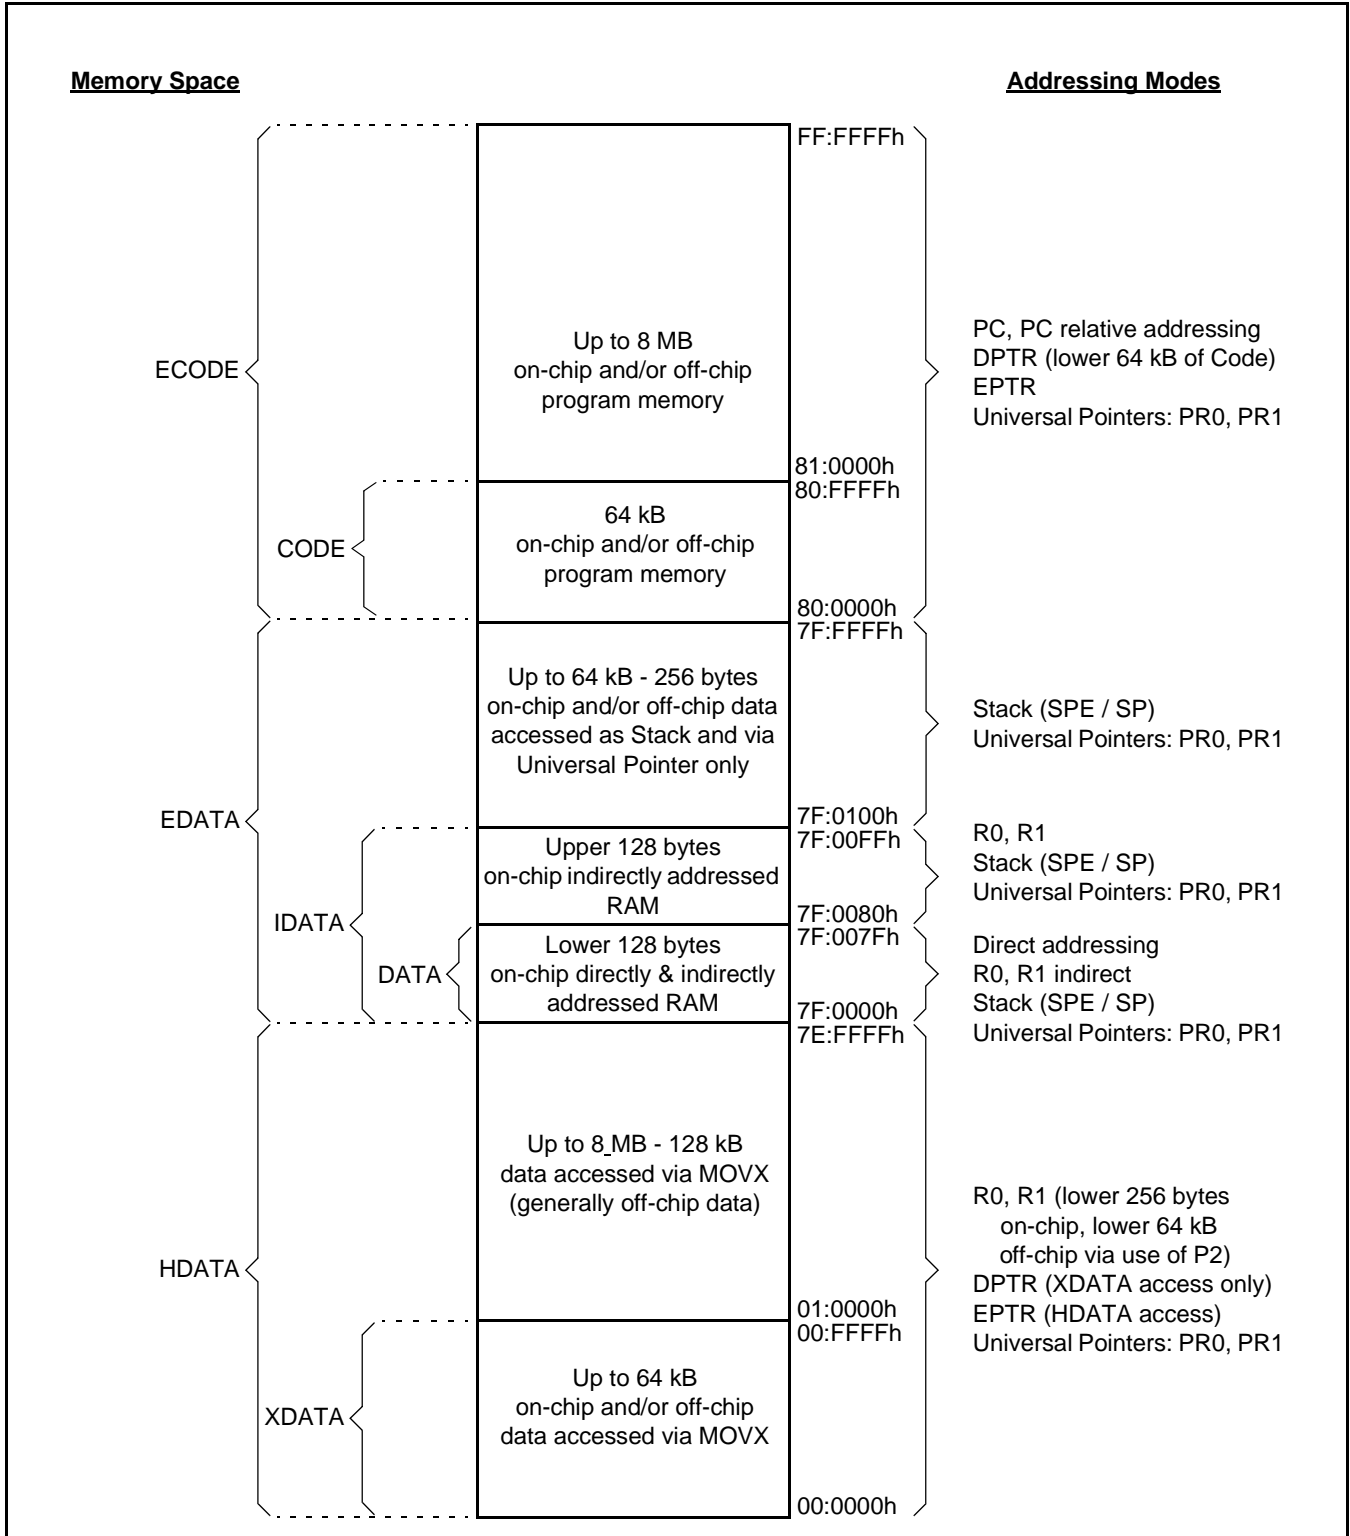 Memory Space
Addressing Modes
FF:FFFFh
Up to 8 MB
on-chip and/or off-chip
program memory
ECODE
PC, PC relative addressing
DPTR (lower 64 kB of Code)
EPTR
Universal Pointers: PR0, PR1
81:0000h
80:FFFFh
64 kB
on-chip and/or off-chip
program memory
CODE
80:0000h
7F:FFFFh
Up to 64 kB - 256 bytes
on-chip and/or off-chip data
accessed as Stack and via
Universal Pointer only
Stack (SPE / SP)
Universal Pointers: PR0, PR1
EDATA
7F:0100h
7F:00FFh
Upper 128 bytes
on-chip indirectly addressed
RAM
R0, R1
Stack (SPE / SP)
Universal Pointers: PR0, PR1
IDATA
7F:0080h
7F:007Fh
DATA
Lower 128 bytes
on-chip directly & indirectly
addressed RAM
Direct addressing
R0, R1 indirect
Stack (SPE / SP)
Universal Pointers: PR0, PR1
7F:0000h
7E:FFFFh
Up to 8 MB - 128 kB
data accessed via MOVX
(generally off-chip data)
HDATA
R0, R1 (lower 256 bytes
on-chip, lower 64 kB
off-chip via use of P2)
DPTR (XDATA access only)
EPTR (HDATA access)
Universal Pointers: PR0, PR1
01:0000h
00:FFFFh
Up to 64 kB
on-chip and/or off-chip
data accessed via MOVX
XDATA
00:0000h